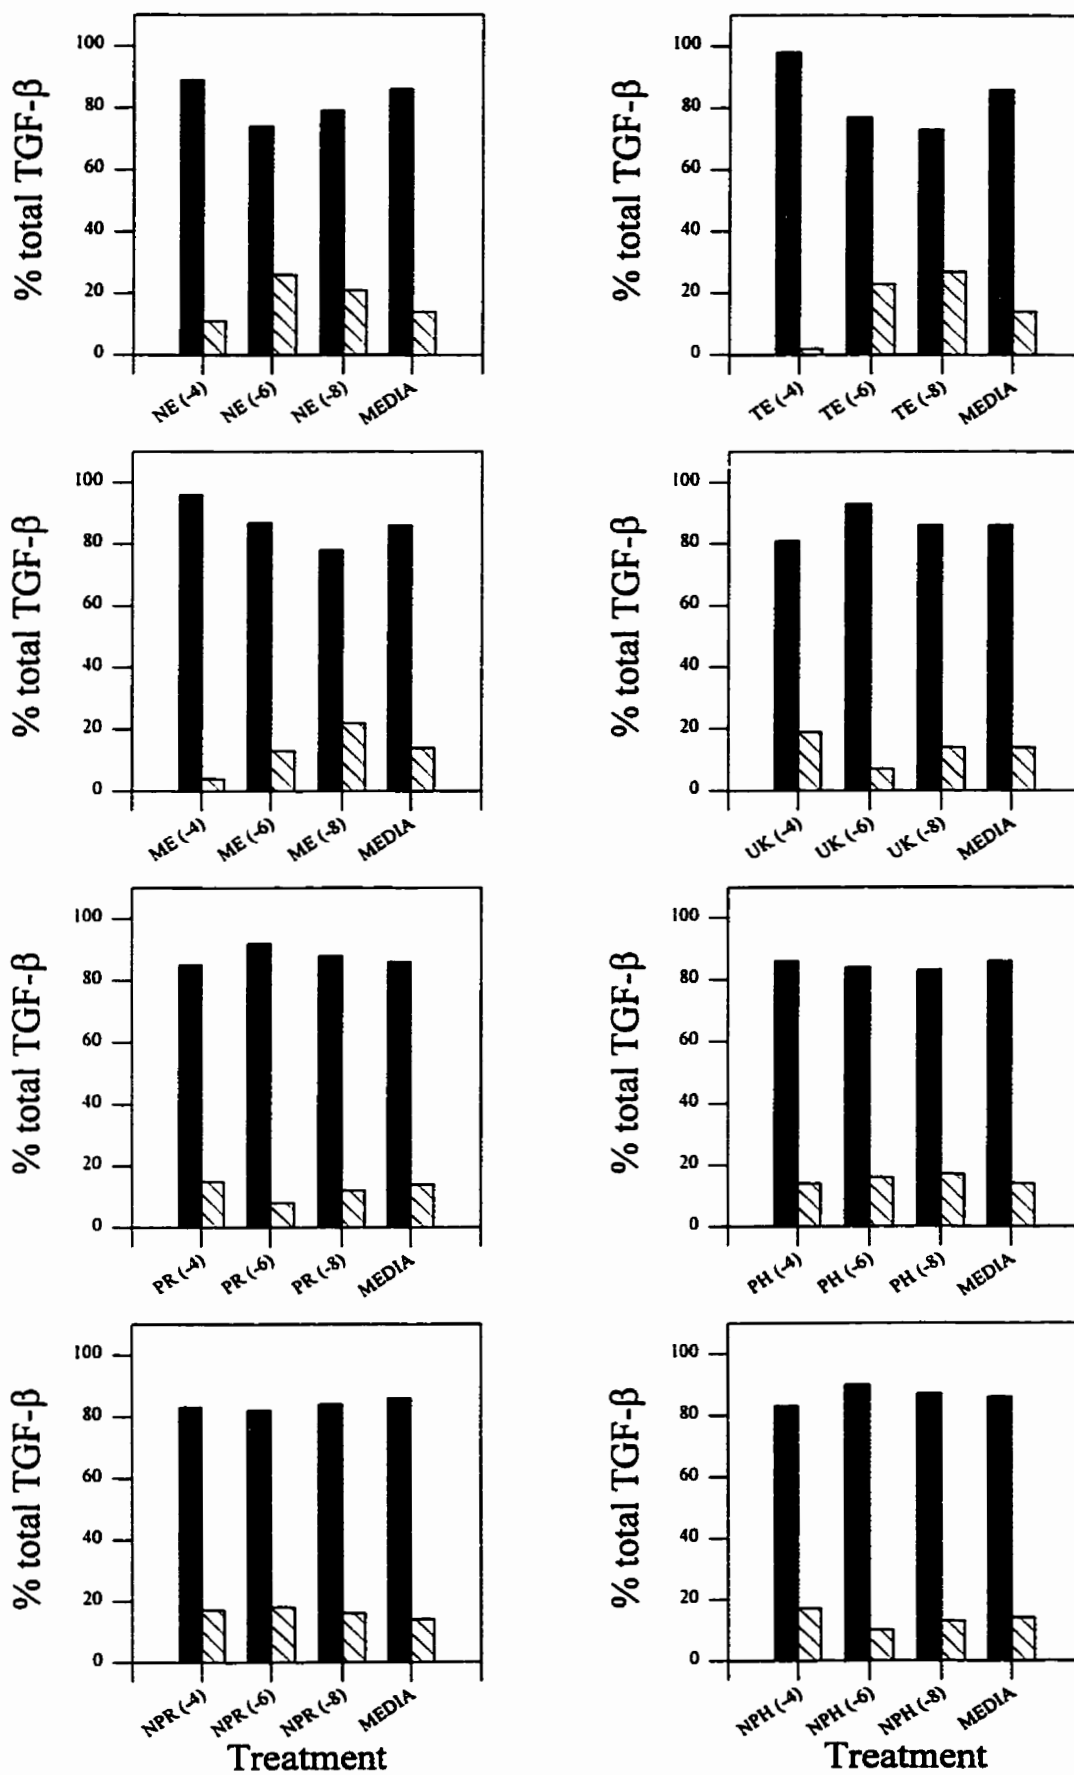 % total TGF-β
100
80
60
40
20
0
NE (-4) NE (-6) NE (-8) MEDIA
% total TGF-β
100
80
60
40
20
0
TE (-4) TE (-6) TE (-8) MEDIA
% total TGF-β
100
80
60
40
20
0
ME (-4) ME (-6) ME (-8) MEDIA
% total TGF-β
100
80
60
40
20
0
UK (-4) UK (-6) UK (-8) MEDIA
% total TGF-β
100
80
60
40
20
0
PR (-4) PR (-6) PR (-8) MEDIA
% total TGF-β
100
80
60
40
20
0
PH (-4) PH (-6) PH (-8) MEDIA
% total TGF-β
100
80
60
40
20
0
NPR (-4) NPR (-6) NPR (-8) MEDIA
Treatment
% total TGF-β
100
80
60
40
20
0
NPH (-4) NPH (-6) NPH (-8) MEDIA
Treatment